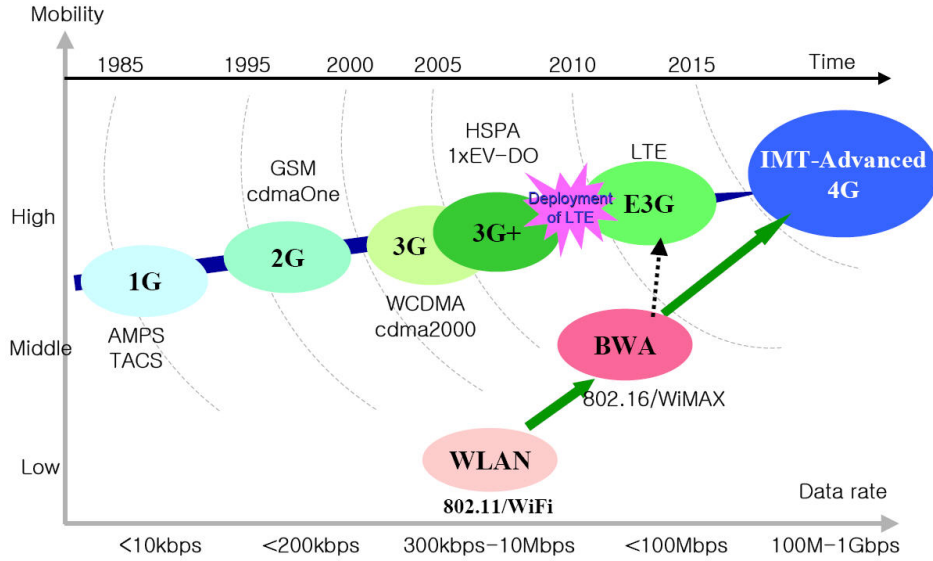 Mobility
1985 1995 2000 2005 2010 2015 Time
HSPA
1xEV-DO
GSM
cdmaOne
LTE
IMT-Advanced
4G
High
Deployment
of LTE
E3G
3G
3G+
2G
1G
WCDMA
cdma2000
AMPS
TACS
Middle
BWA
802.16/WiMAX
Low
WLAN
802.11/WiFi
Data rate
<10kbps <200kbps 300kbps-10Mbps <100Mbps 100M-1Gbps